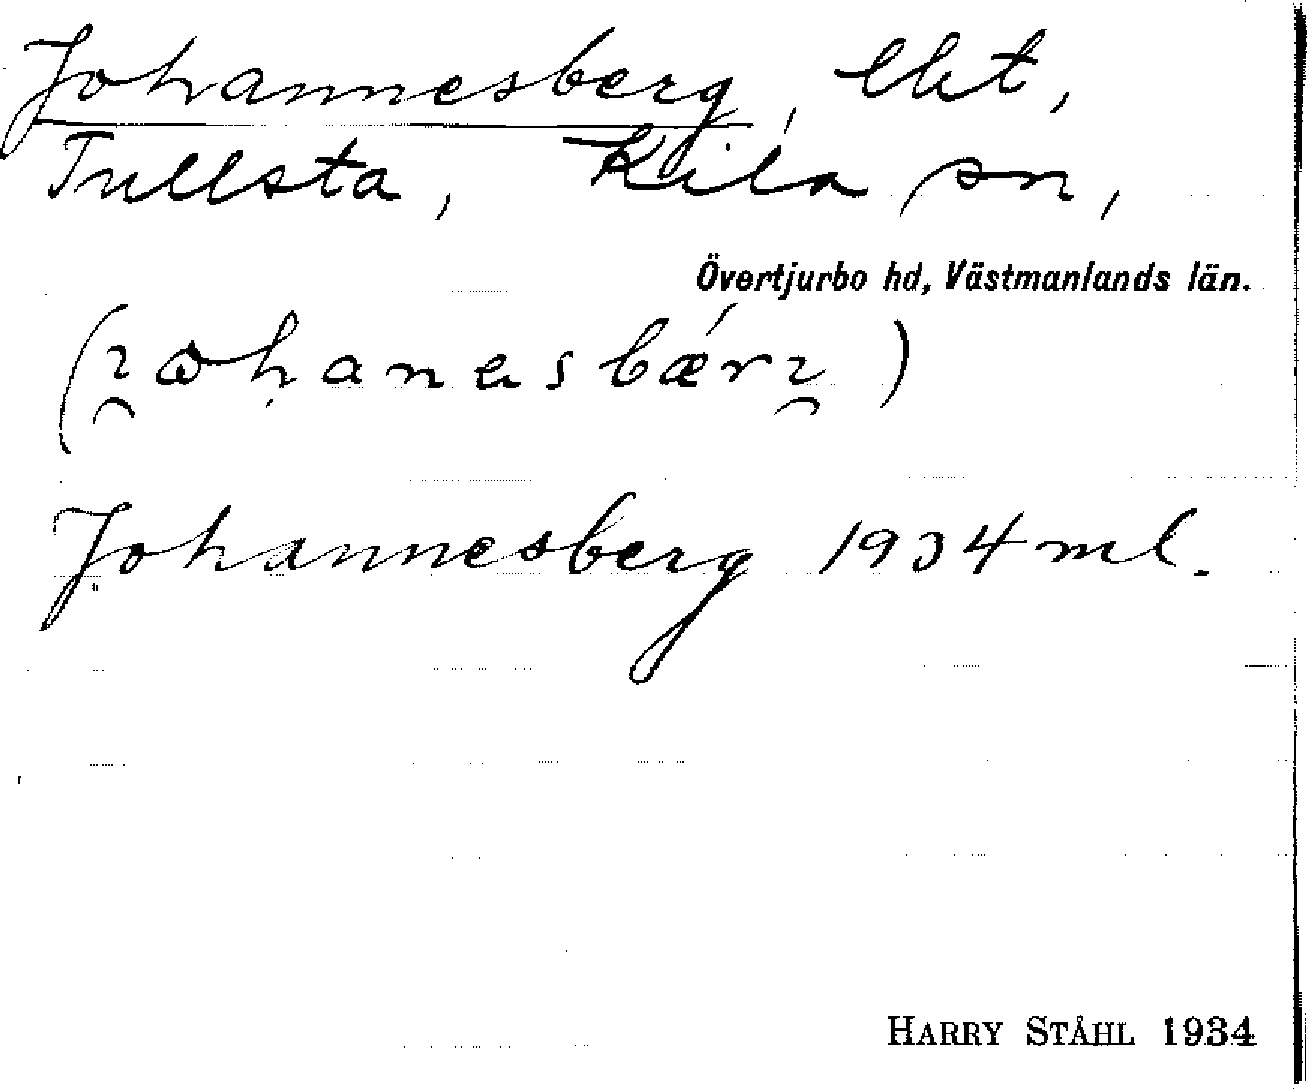 Johannesberg, lht,
Tullsta, Kila sn,
Övertjurbo hd, Västmanlands län.
Johannesberg 1934 ml.
HARRY STÅHL 1934